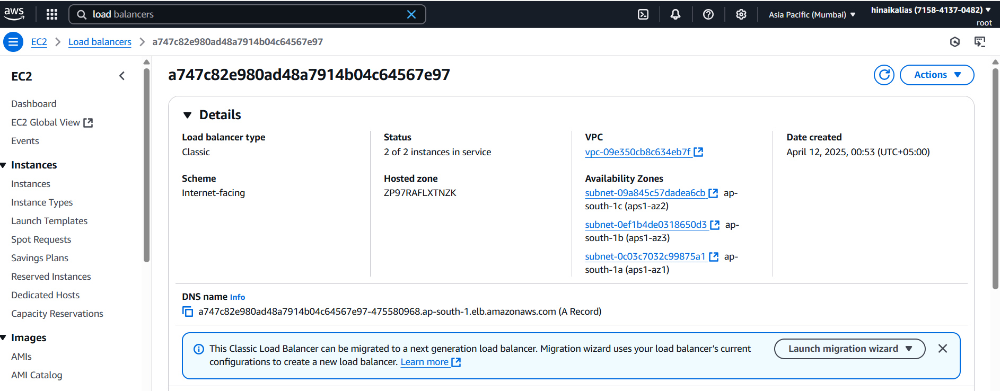 aws
load balancers
Asia Pacific (Mumbai)
hinaikalias (7158-4137-0482)
root
EC2
Load balancers
a747c82e980ad48a7914b04c64567e97
EC2
Dashboard
EC2 Global View
Events
Instances
Instances
Instance Types
Launch Templates
Spot Requests
Savings Plans
Reserved Instances
Dedicated Hosts
Capacity Reservations
Images
AMIs
AMI Catalog
a747c82e980ad48a7914b04c64567e97
Actions
Details
Load balancer type
Classic
Scheme
Internet-facing
Status
2 of 2 instances in service
Hosted zone
ZP97RAFLXTNZK
VPC
vpc-09e350cb8c634eb7f
Availability Zones
subnet-09a845c57dadea6cb ap-
south-1c (aps1-az2)
subnet-0ef1b4de0318650d3 ap-
south-1b (aps1-az3)
subnet-0c03c7032c99875a1 ap-
south-1a (aps1-az1)
Date created
April 12, 2025, 00:53 (UTC+05:00)
DNS name Info
a747c82e980ad48a7914b04c64567e97-475580968.ap-south-1.elb.amazonaws.com (A Record)
This Classic Load Balancer can be migrated to a next generation load balancer. Migration wizard uses your load balancer's current
configurations to create a new load balancer. Learn more
Launch migration wizard